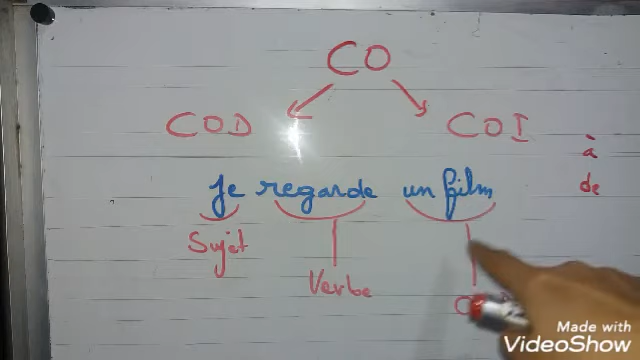 CO
COD COI
à
Je regarde un film de
Sujet
Verbe
Made with
VideoShow